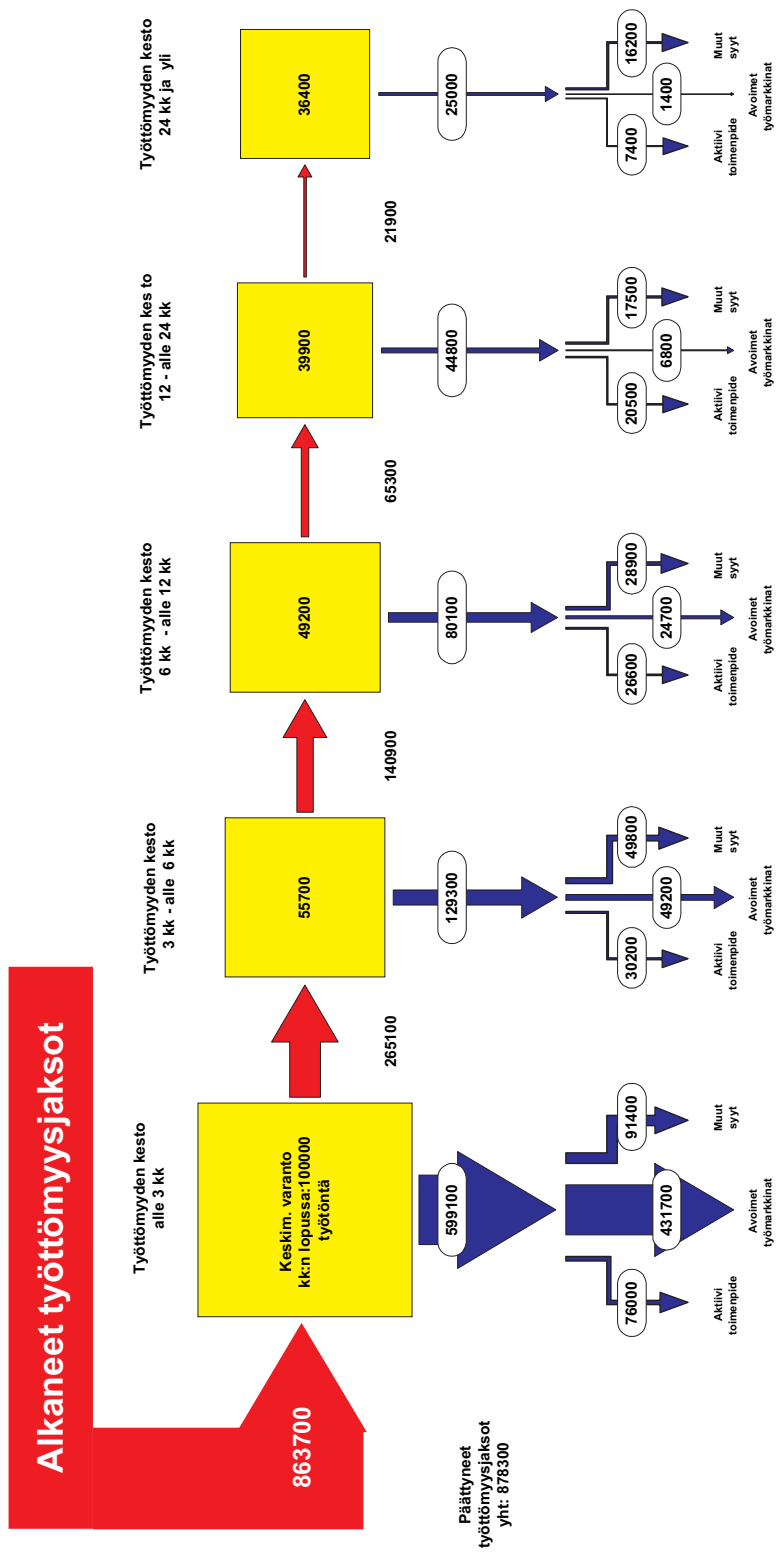 Alkaneet työttömyysjaksot
863700
Työttömyyden kesto
alle 3 kk
Keskim. varanto
kk:n lopussa:100000
työtöntä
265100
Työttömyyden kesto
3 kk - alle 6 kk
55700
140900
Työttömyyden kesto
6 kk - alle 12 kk
49200
65300
Työttömyyden kes to
12 - alle 24 kk
39900
21900
Työttömyyden kesto
24 kk ja yli
36400
Päättyneet
työttömyysjaksot
yht: 878300
599100
76000
431700
91400
Aktiivi
toimenpide
Avoimet
työmarkkinat
Muut
syyt
129300
30200
49200
49800
Aktiivi
toimenpide
Avoimet
työmarkkinat
Muut
syyt
80100
26600
24700
28900
Aktiivi
toimenpide
Avoimet
työmarkkinat
Muut
syyt
44800
20500
6800
17500
Aktiivi
toimenpide
Avoimet
työmarkkinat
Muut
syyt
25000
7400
1400
16200
Aktiivi
toimenpide
Avoimet
työmarkkinat
Muut
syyt